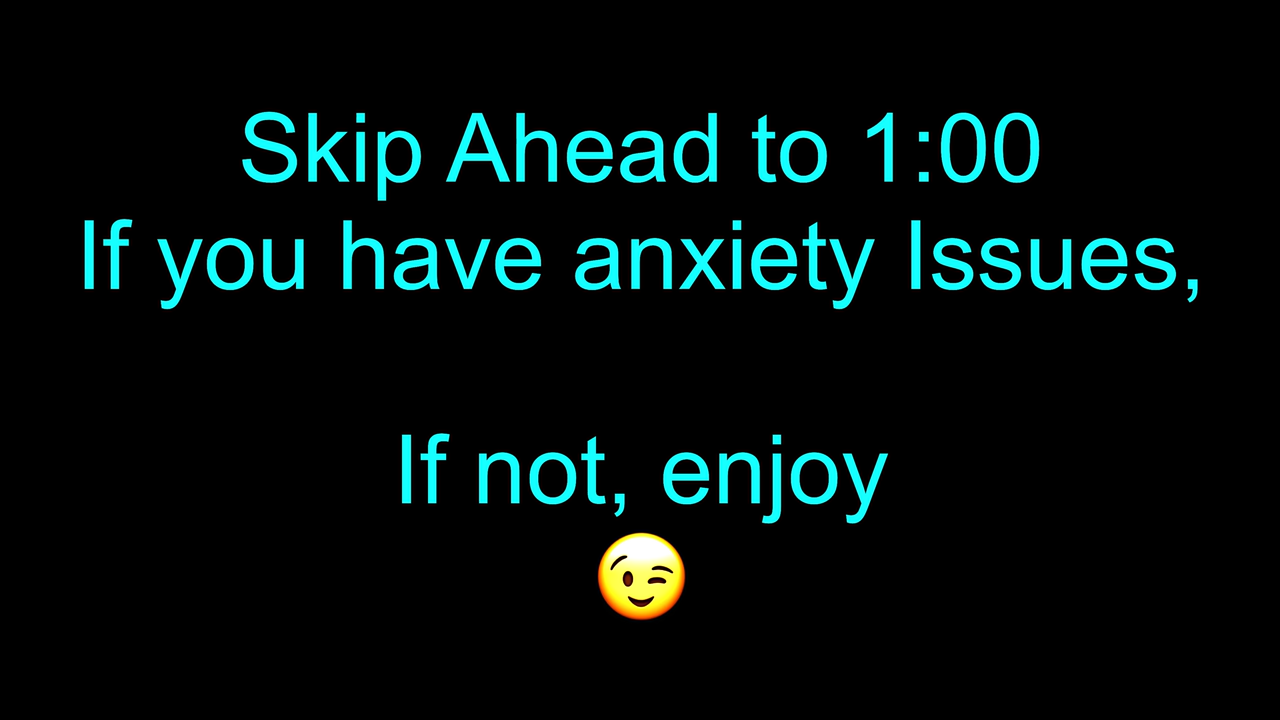 Skip Ahead to 1:00
If you have anxiety Issues,
If not, enjoy
😉